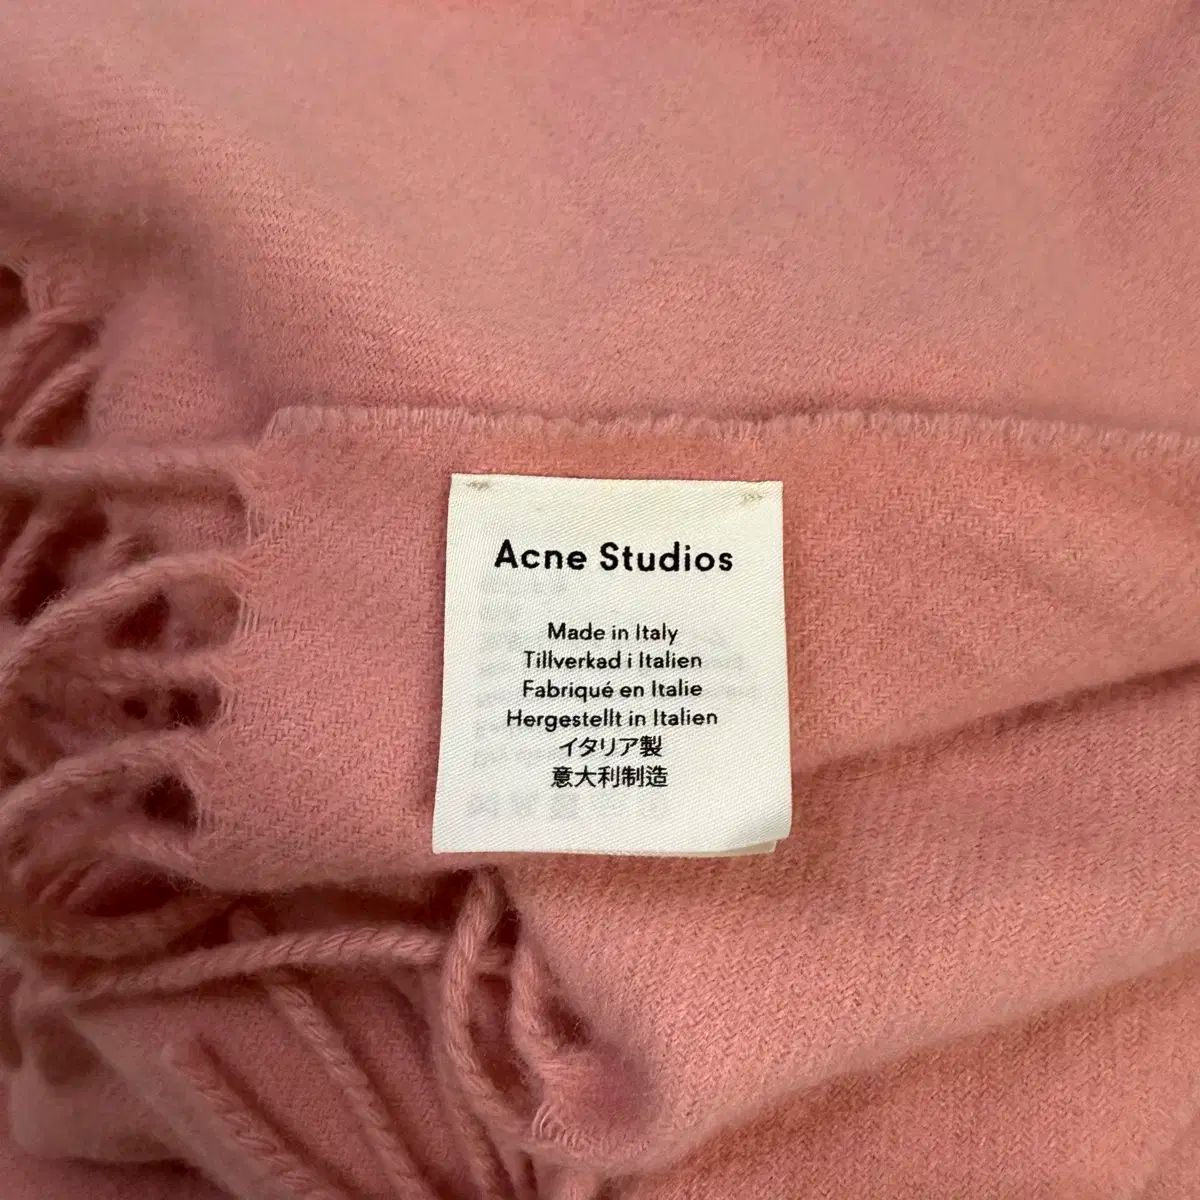 Acne Studios
Made in Italy
Tillverkad i Italien
Fabriqué en Italie
Hergestellt in Italien
イタリア製
意大利制造